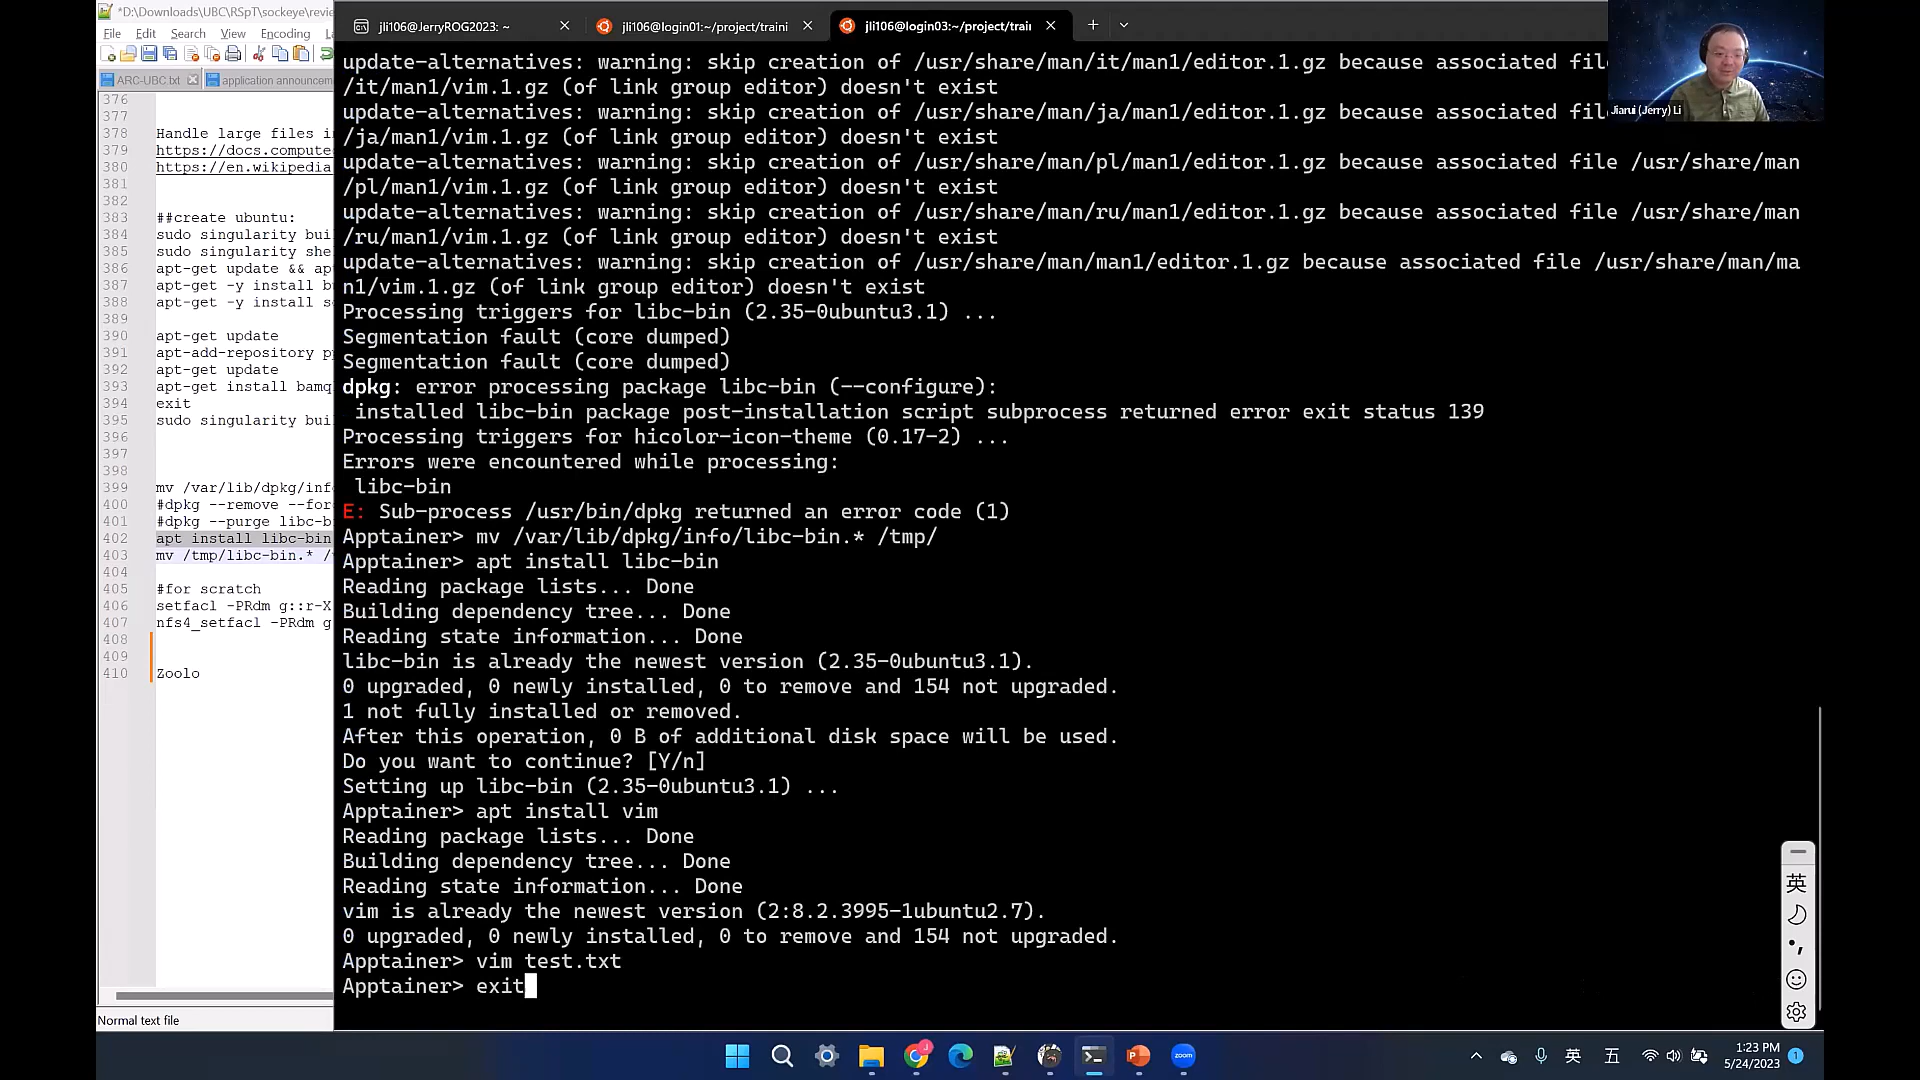 *D:\Downloads\UBC\RSpT\sockeye\revie
File Edit Search View Encoding La
ARC-UBC.txt application announcem
376
377
378 Handle large files i
379 https://docs.compute
380 https://en.wikipedia
381
382
383 ##create ubuntu:
384 sudo singularity bui
385 sudo singularity she
386 apt-get update && ap
387 apt-get -y install b
388 apt-get -y install s
389
390 apt-get update
391 apt-add-repository p
392 apt-get update
393 apt-get install bamq
394 exit
395 sudo singularity bui
396
397
398
399 mv /var/lib/dpkg/inf
400 #dpkg --remove --for
401 #dpkg --purge libc-b
402 apt install libc-bin
403 mv /tmp/libc-bin.* /
404
405 #for scratch
406 setfacl -PRdm g::r-X
407 nfs4_setfacl -PRdm g
408
409
410 Zoolo
Normal text file
jli106@JerryROG2023: ~
jli106@login01:~/project/traini
jli106@login03:~/project/train
update-alternatives: warning: skip creation of /usr/share/man/it/man1/editor.1.gz because associated fil
/it/man1/vim.1.gz (of link group editor) doesn't exist
update-alternatives: warning: skip creation of /usr/share/man/ja/man1/editor.1.gz because associated fil
/ja/man1/vim.1.gz (of link group editor) doesn't exist
update-alternatives: warning: skip creation of /usr/share/man/pl/man1/editor.1.gz because associated file /usr/share/man
/pl/man1/vim.1.gz (of link group editor) doesn't exist
update-alternatives: warning: skip creation of /usr/share/man/ru/man1/editor.1.gz because associated file /usr/share/man
/ru/man1/vim.1.gz (of link group editor) doesn't exist
update-alternatives: warning: skip creation of /usr/share/man/man1/editor.1.gz because associated file /usr/share/man/ma
n1/vim.1.gz (of link group editor) doesn't exist
Processing triggers for libc-bin (2.35-0ubuntu3.1) ...
Segmentation fault (core dumped)
Segmentation fault (core dumped)
dpkg: error processing package libc-bin (--configure):
installed libc-bin package post-installation script subprocess returned error exit status 139
Processing triggers for hicolor-icon-theme (0.17-2) ...
Errors were encountered while processing:
libc-bin
E: Sub-process /usr/bin/dpkg returned an error code (1)
Apptainer> mv /var/lib/dpkg/info/libc-bin.* /tmp/
Apptainer> apt install libc-bin
Reading package lists... Done
Building dependency tree... Done
Reading state information... Done
libc-bin is already the newest version (2.35-0ubuntu3.1).
0 upgraded, 0 newly installed, 0 to remove and 154 not upgraded.
1 not fully installed or removed.
After this operation, 0 B of additional disk space will be used.
Do you want to continue? [Y/n]
Setting up libc-bin (2.35-0ubuntu3.1) ...
Apptainer> apt install vim
Reading package lists... Done
Building dependency tree... Done
Reading state information... Done
vim is already the newest version (2:8.2.3995-1ubuntu2.7).
0 upgraded, 0 newly installed, 0 to remove and 154 not upgraded.
Apptainer> vim test.txt
Apptainer> exit
Jiarui (Jerry) Li
英
zoom
英
五
1:23 PM
5/24/2023
1